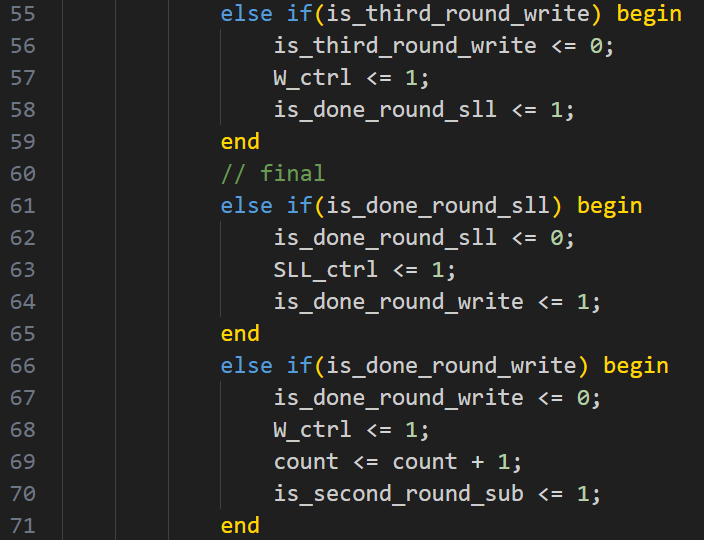 55 else if(is_third_round_write) begin
56 is_third_round_write <= 0;
57 W_ctrl <= 1;
58 is_done_round_sll <= 1;
59 end
60 // final
61 else if(is_done_round_sll) begin
62 is_done_round_sll <= 0;
63 SLL_ctrl <= 1;
64 is_done_round_write <= 1;
65 end
66 else if(is_done_round_write) begin
67 is_done_round_write <= 0;
68 W_ctrl <= 1;
69 count <= count + 1;
70 is_second_round_sub <= 1;
71 end